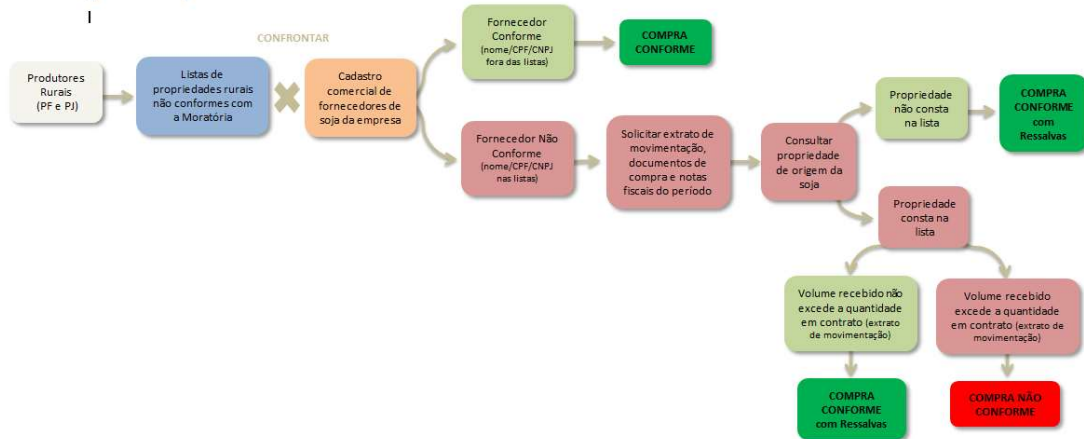 CONFRONTAR
Produtores
Rurais
(PF e PJ)
Listas de
propriedades rurais
não conformes com
a Moratória
Cadastro
comercial de
fornecedores de
soja da empresa
Fornecedor
Conforme
(nome/CPF/CNPJ
fora das listas)
COMPRA
CONFORME
Fornecedor Não
Conforme
(nome/CPF/CNPJ
nas listas)
Solicitar extrato de
movimentação,
documentos de
compra e notas
fiscais do período
Consultar
propriedade
de origem da
soja
Propriedade
não consta
na lista
COMPRA
CONFORME
com
Ressalvas
Propriedade
consta na
lista
Volume recebido não
excede a quantidade
em contrato (extrato
de movimentação)
COMPRA
CONFORME
com Ressalvas
Volume recebido
excede a quantidade
em contrato (extrato de
movimentação)
COMPRA NÃO
CONFORME